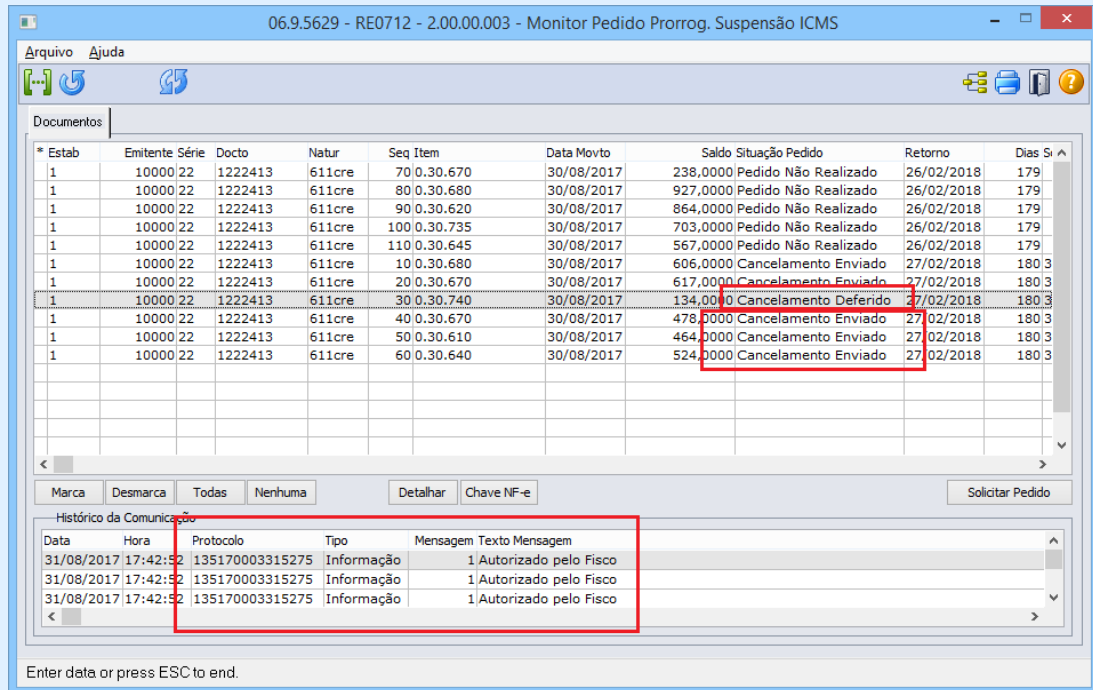 06.9.5629 - RE0712 - 2.00.00.003 - Monitor Pedido Prorrog. Suspensão ICMS
Arquivo Ajuda
Documentos
* Estab Emitente Série Docto Natur Seq Item Data Movto Saldo Situação Pedido Retorno Dias
1 10000 22 1222413 611cre 70 0.30.670 30/08/2017 238,0000 Pedido Não Realizado 26/02/2018 179
1 10000 22 1222413 611cre 80 0.30.680 30/08/2017 927,0000 Pedido Não Realizado 26/02/2018 179
1 10000 22 1222413 611cre 90 0.30.620 30/08/2017 864,0000 Pedido Não Realizado 26/02/2018 179
1 10000 22 1222413 611cre 100 0.30.735 30/08/2017 703,0000 Pedido Não Realizado 26/02/2018 179
1 10000 22 1222413 611cre 110 0.30.645 30/08/2017 567,0000 Pedido Não Realizado 26/02/2018 179
1 10000 22 1222413 611cre 10 0.30.680 30/08/2017 606,0000 Cancelamento Enviado 27/02/2018 180 3
1 10000 22 1222413 611cre 20 0.30.670 30/08/2017 617,0000 Cancelamento Enviado 27/02/2018 180 3
1 10000 22 1222413 611cre 30 0.30.740 30/08/2017 134,0000 Cancelamento Deferido 27/02/2018 180 3
1 10000 22 1222413 611cre 40 0.30.670 30/08/2017 478,0000 Cancelamento Enviado 27/02/2018 180 3
1 10000 22 1222413 611cre 50 0.30.610 30/08/2017 464,0000 Cancelamento Enviado 27/02/2018 180 3
1 10000 22 1222413 611cre 60 0.30.640 30/08/2017 524,0000 Cancelamento Enviado 27/02/2018 180 3
Marca Desmarca Todas Nenhuma Detalhar Chave NF-e Solicitar Pedido
Histórico da Comunicação
Data Hora Protocolo Tipo Mensagem Texto Mensagem
31/08/2017 17:42:52 135170003315275 Informação 1 Autorizado pelo Fisco
31/08/2017 17:42:52 135170003315275 Informação 1 Autorizado pelo Fisco
31/08/2017 17:42:52 135170003315275 Informação 1 Autorizado pelo Fisco
Enter data or press ESC to end.